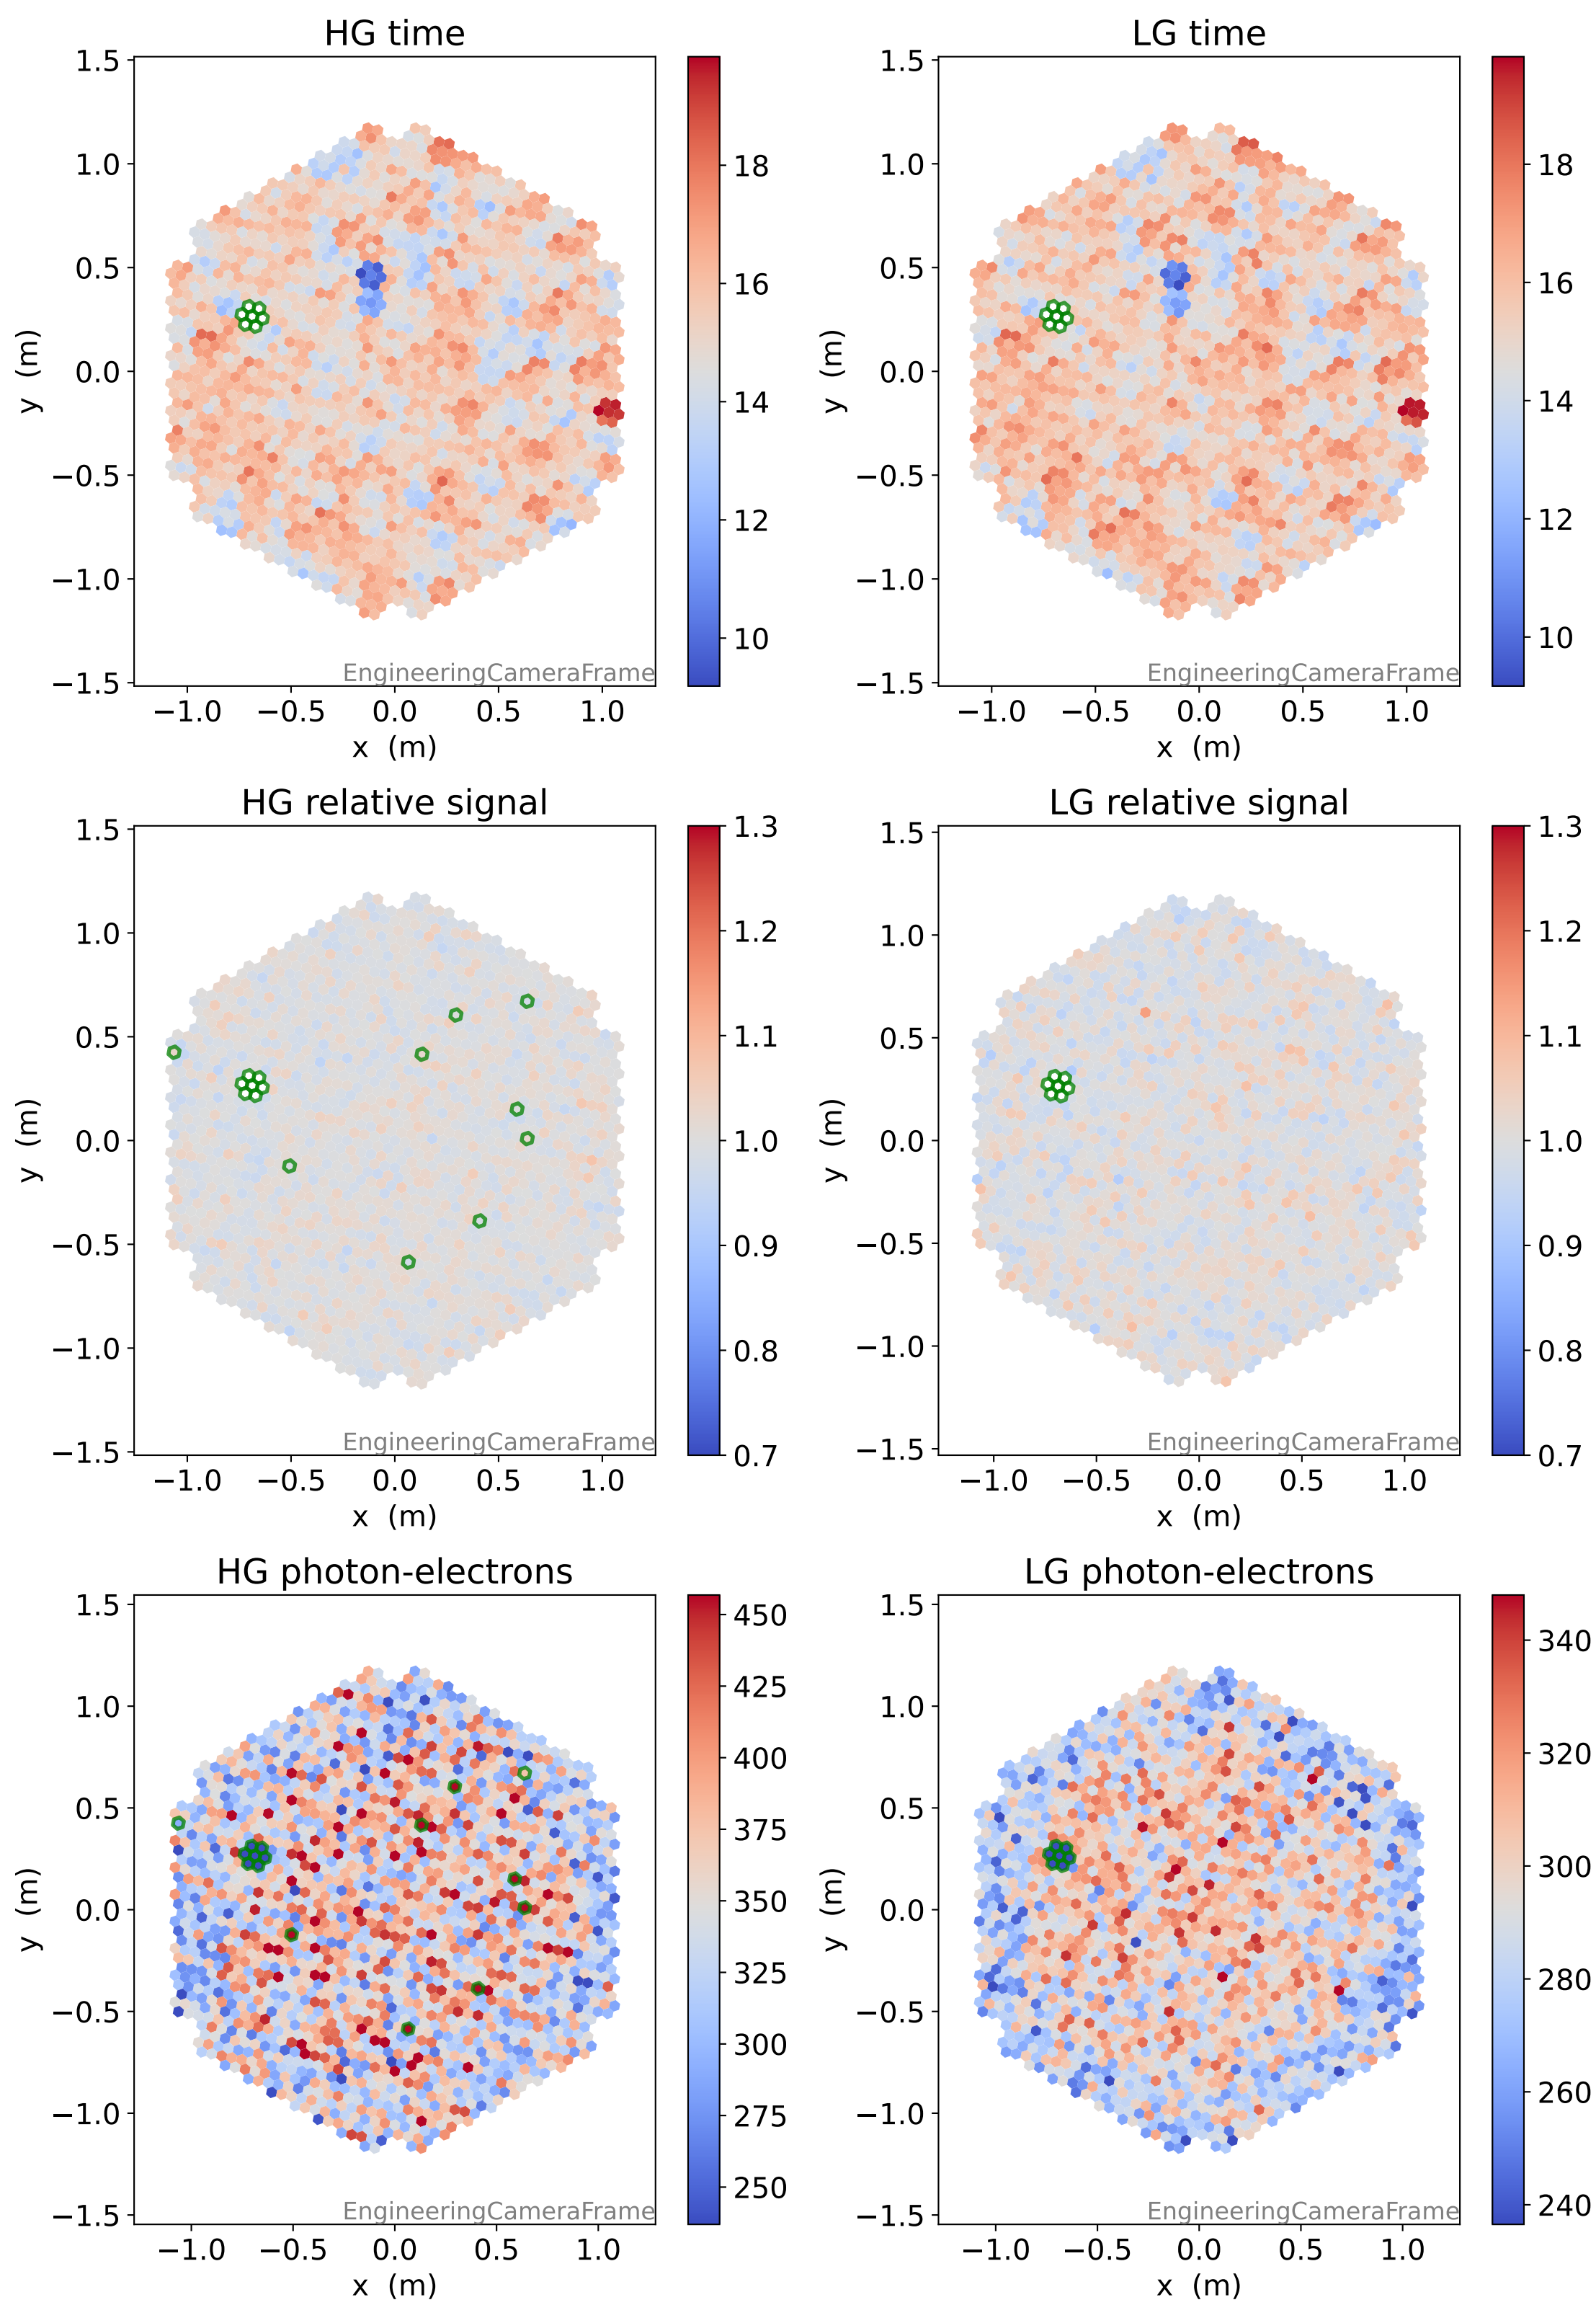 HG time
1.5
1.0
0.5
0.0
−0.5
−1.0
−1.5
y (m)
−1.0 −0.5 0.0 0.5 1.0
x (m)
EngineeringCameraFrame
18
16
14
12
10
LG time
1.5
1.0
0.5
0.0
−0.5
−1.0
−1.5
y (m)
−1.0 −0.5 0.0 0.5 1.0
x (m)
EngineeringCameraFrame
18
16
14
12
10
HG relative signal
1.5
1.0
0.5
0.0
−0.5
−1.0
−1.5
y (m)
−1.0 −0.5 0.0 0.5 1.0
x (m)
EngineeringCameraFrame
1.3
1.2
1.1
1.0
0.9
0.8
0.7
LG relative signal
1.5
1.0
0.5
0.0
−0.5
−1.0
−1.5
y (m)
−1.0 −0.5 0.0 0.5 1.0
x (m)
EngineeringCameraFrame
1.3
1.2
1.1
1.0
0.9
0.8
0.7
HG photon-electrons
1.5
1.0
0.5
0.0
−0.5
−1.0
−1.5
y (m)
−1.0 −0.5 0.0 0.5 1.0
x (m)
EngineeringCameraFrame
450
425
400
375
350
325
300
275
250
LG photon-electrons
1.5
1.0
0.5
0.0
−0.5
−1.0
−1.5
y (m)
−1.0 −0.5 0.0 0.5 1.0
x (m)
EngineeringCameraFrame
340
320
300
280
260
240